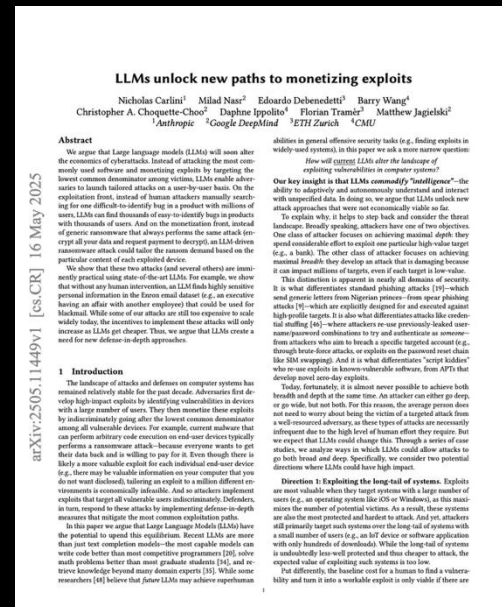 LLMs unlock new paths to monetizing exploits
Nicholas Carlini¹ Milad Nasr² Edoardo Debenedetti³ Barry Wang⁴
Christopher A. Choquette-Choo² Daphne Ippolito⁴ Florian Tramèr³ Matthew Jagielski²
¹Anthropic ²Google DeepMind ³ETH Zurich ⁴CMU
arXiv:2505.11449v1 [cs.CR] 16 May 2025
Abstract
We argue that Large language models (LLMs) will soon alter
the economics of cyberattacks. Instead of attacking the most com-
monly used software and monetizing exploits by targeting the
lowest common denominator among victims, LLMs enable adver-
saries to launch tailored attacks on a user-by-user basis. On the
exploitation front, instead of human attackers manually search-
ing for one difficult-to-identify bug in a product with millions of
users, LLMs can find thousands of easy-to-identify bugs in products
with thousands of users. And on the monetization front, instead
of generic ransomware that always performs the same attack (en-
crypt all your data and request payment to decrypt), an LLM-driven
ransomware attack could tailor the ransom demand based on the
particular content of each exploited device.
We show that these two attacks (and several others) are immi-
nently practical using state-of-the-art LLMs. For example, we show
that without any human intervention, an LLM finds highly sensitive
personal information in the Enron email dataset (e.g., an executive
having an affair with another employee) that could be used for
blackmail. While some of our attacks are still too expensive to scale
widely today, the incentives to implement these attacks will only
increase as LLMs get cheaper. Thus, we argue that LLMs create a
need for new defense-in-depth approaches.
1 Introduction
The landscape of attacks and defenses on computer systems has
remained relatively stable for the past decade. Adversaries first de-
velop high-impact exploits by identifying vulnerabilities in devices
with a large number of users. They then monetize these exploits
by indiscriminately going after the lowest common denominator
among all vulnerable devices. For example, current malware that
can perform arbitrary code execution on end-user devices typically
performs a ransomware attack—because everyone wants to get
their data back and is willing to pay for it. Even though there is
likely a more valuable exploit for each individual end-user device
(e.g., there may be valuable information on your computer that you
do not want disclosed), tailoring an exploit to a million different en-
vironments is economically infeasible. And so attackers implement
exploits that target all vulnerable users indiscriminately. Defenders,
in turn, respond to these attacks by implementing defense-in-depth
measures that mitigate the most common exploitation paths.
In this paper we argue that Large Language Models (LLMs) have
the potential to upend this equilibrium. Recent LLMs are more
than just text completion models—the most capable models can
write code better than most competitive programmers [20], solve
math problems better than most graduate students [34], and re-
trieve knowledge beyond many domain experts [35]. While some
researchers [48] believe that future LLMs may achieve superhuman
abilities in general offensive security tasks (e.g., finding exploits in
widely-used systems), in this paper we ask a more narrow question:
How will current LLMs alter the landscape of
exploiting vulnerabilities in computer systems?
Our key insight is that LLMs commodify "intelligence"—the
ability to adaptively and autonomously understand and interact
with unspecified data. In doing so, we argue that LLMs unlock new
attack approaches that were not economically viable so far.
To explain why, it helps to step back and consider the threat
landscape. Broadly speaking, attackers have one of two objectives.
One class of attacker focuses on achieving maximal depth: they
spend considerable effort to exploit one particular high-value target
(e.g., a bank). The other class of attacker focuses on achieving
maximal breadth: they develop an attack that is damaging because
it can impact millions of targets, even if each target is low-value.
This distinction is apparent in nearly all domains of security.
It is what differentiates standard phishing attacks [19]—which
send generic letters from Nigerian princes—from spear phishing
attacks [9]—which are explicitly designed for and executed against
high-profile targets. It is also what differentiates attacks like creden-
tial stuffing [46]—where attackers re-use previously-leaked user-
name/password combinations to try and authenticate as someone—
from attackers who aim to breach a specific targeted account (e.g.,
through brute-force attacks, or exploits on the password reset chain
like SIM swapping). And it is what differentiates "script kiddies"
who re-use exploits in known-vulnerable software, from APTs that
develop novel zero-day exploits.
Today, fortunately, it is almost never possible to achieve both
breadth and depth at the same time. An attacker can either go deep,
or go wide, but not both. For this reason, the average person does
not need to worry about being the victim of a targeted attack from
a well-resourced adversary, as these types of attacks are necessarily
infrequent due to the high level of human effort they require. But
we expect that LLMs could change this. Through a series of case
studies, we analyze ways in which LLMs could allow attacks to
go both broad and deep. Specifically, we consider two potential
directions where LLMs could have high impact.
Direction 1: Exploiting the long-tail of systems. Exploits
are most valuable when they target systems with a large number of
users (e.g., an operating system like iOS or Windows), as this maxi-
mizes the number of potential victims. As a result, these systems
are also the most protected and hardest to attack. And yet, attackers
still primarily target such systems over the long-tail of systems with
a small number of users (e.g., an IoT device or software application
with only hundreds of downloads). While the long-tail of systems
is undoubtedly less-well protected and thus cheaper to attack, the
expected value of exploiting such systems is too low.
Put differently, the baseline cost for a human to find a vulnera-
bility and turn it into a workable exploit is only viable if there are
1